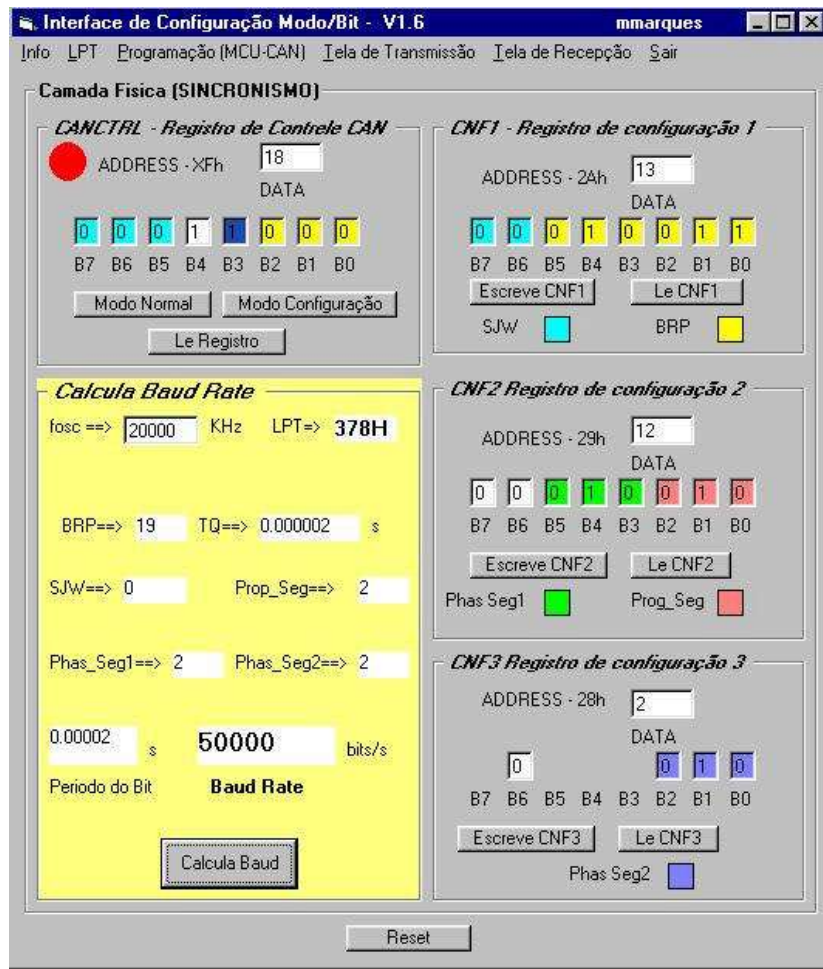 Interface de Configuração Modo/Bit - V1.6 mmarques
Info LPT Programação (MCU-CAN) Tela de Transmissão Tela de Recepção Sair
Camada Fisica (SINCRONISMO)
CANCTRL - Registro de Contrele CAN
ADDRESS - XFh 18
DATA
0 0 0 1 1 0 0 0
B7 B6 B5 B4 B3 B2 B1 B0
Modo Normal Modo Configuração
Le Registro
CNF1 - Registro de configuração 1
ADDRESS - 2Ah 13
DATA
0 0 0 1 0 0 1 1
B7 B6 B5 B4 B3 B2 B1 B0
Escreve CNF1 Le CNF1
SJW BRP
Calcula Baud Rate
fosc ==> 20000 KHz LPT=> 378H
BRP==> 19 TQ==> 0.000002 s
SJW==> 0 Prop_Seg==> 2
Phas_Seg1==> 2 Phas_Seg2==> 2
0.00002 s 50000 bits/s
Periodo do Bit Baud Rate
Calcula Baud
CNF2 Registro de configuração 2
ADDRESS - 29h 12
DATA
0 0 0 1 0 0 1 0
B7 B6 B5 B4 B3 B2 B1 B0
Escreve CNF2 Le CNF2
Phas Seg1 Prog_Seg
CNF3 Registro de configuração 3
ADDRESS - 28h 2
DATA
0 0 1 0
B7 B6 B5 B4 B3 B2 B1 B0
Escreve CNF3 Le CNF3
Phas Seg2
Reset